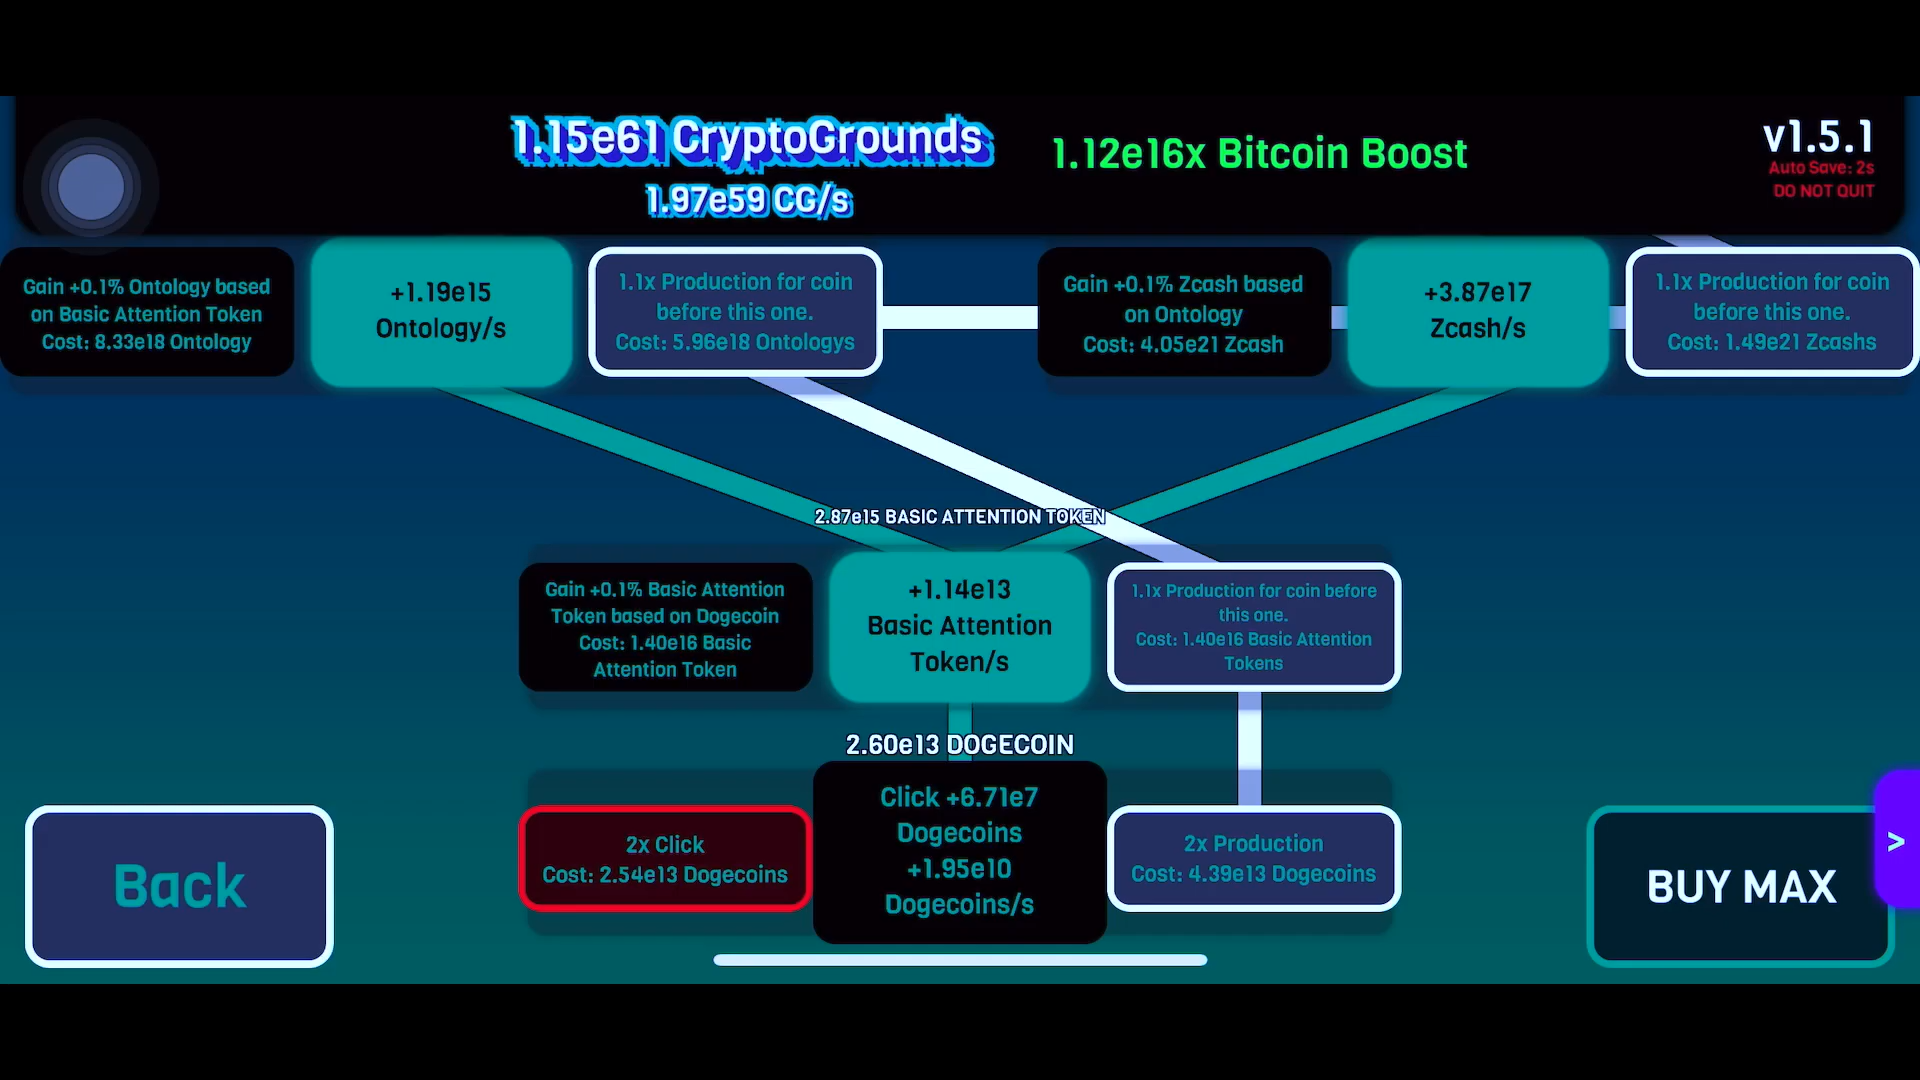 1.15e61 CryptoGrounds
1.97e59 CG/s
1.12e16x Bitcoin Boost
v1.5.1
Auto Save: 2s
DO NOT QUIT
Gain +0.1% Ontology based
on Basic Attention Token
Cost: 8.33e18 Ontology
+1.19e15
Ontology/s
1.1x Production for coin
before this one.
Cost: 5.96e18 Ontologys
Gain +0.1% Zcash based
on Ontology
Cost: 4.05e21 Zcash
+3.87e17
Zcash/s
1.1x Production for coin
before this one.
Cost: 1.49e21 Zcashs
2.87e15 BASIC ATTENTION TOKEN
Gain +0.1% Basic Attention
Token based on Dogecoin
Cost: 1.40e16 Basic
Attention Token
+1.14e13
Basic Attention
Token/s
1.1x Production for coin before
this one.
Cost: 1.40e16 Basic Attention
Tokens
2.60e13 DOGECOIN
2x Click
Cost: 2.54e13 Dogecoins
Click +6.71e7
Dogecoins
+1.95e10
Dogecoins/s
2x Production
Cost: 4.39e13 Dogecoins
Back
BUY MAX
>